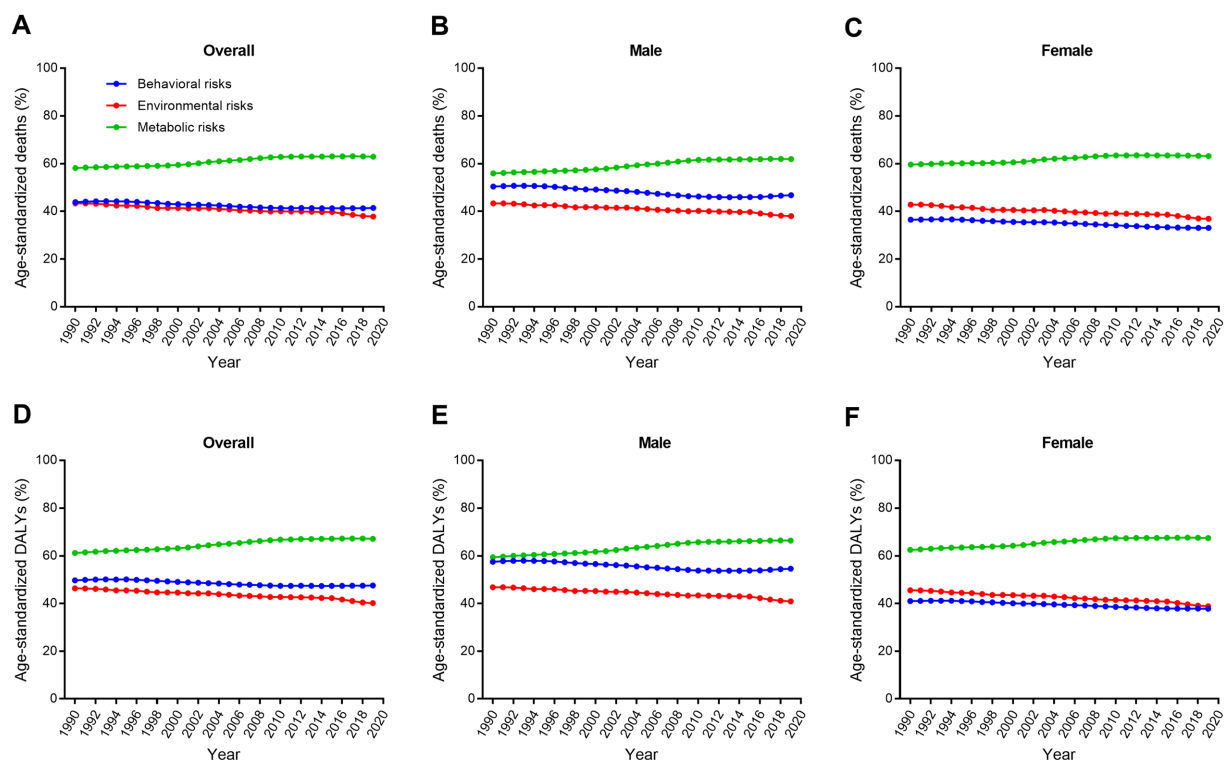 A
Overall
Age-standardized deaths (%)
100
80
60
40
20
0
Behavioral risks
Environmental risks
Metabolic risks
1990 1992 1994 1996 1998 2000 2002 2004 2006 2008 2010 2012 2014 2016 2018 2020
Year
B
Male
Age-standardized deaths (%)
100
80
60
40
20
0
1990 1992 1994 1996 1998 2000 2002 2004 2006 2008 2010 2012 2014 2016 2018 2020
Year
C
Female
Age-standardized deaths (%)
100
80
60
40
20
0
1990 1992 1994 1996 1998 2000 2002 2004 2006 2008 2010 2012 2014 2016 2018 2020
Year
D
Overall
Age-standardized DALYs (%)
100
80
60
40
20
0
1990 1992 1994 1996 1998 2000 2002 2004 2006 2008 2010 2012 2014 2016 2018 2020
Year
E
Male
Age-standardized DALYs (%)
100
80
60
40
20
0
1990 1992 1994 1996 1998 2000 2002 2004 2006 2008 2010 2012 2014 2016 2018 2020
Year
F
Female
Age-standardized DALYs (%)
100
80
60
40
20
0
1990 1992 1994 1996 1998 2000 2002 2004 2006 2008 2010 2012 2014 2016 2018 2020
Year